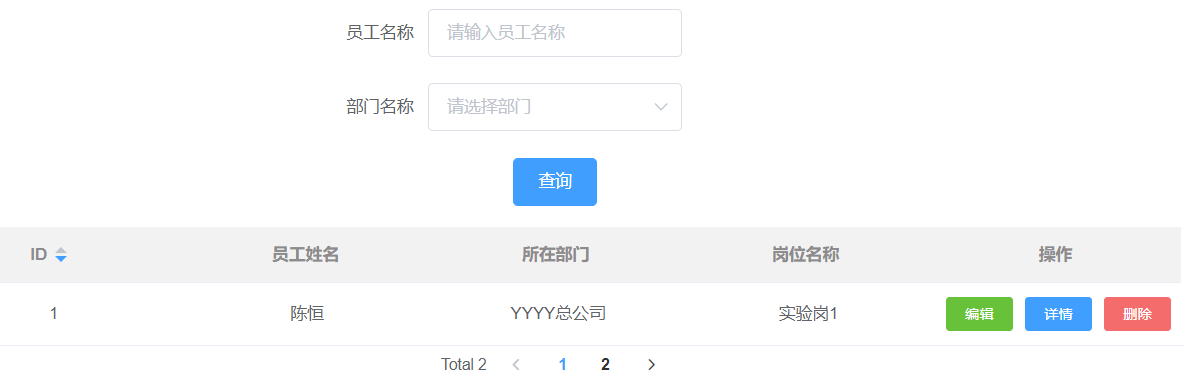 员工名称 请输入员工名称
部门名称 请选择部门
查询
ID 员工姓名 所在部门 岗位名称 操作
1 陈恒 YYYY总公司 实验岗1 编辑 详情 删除
Total 2 1 2